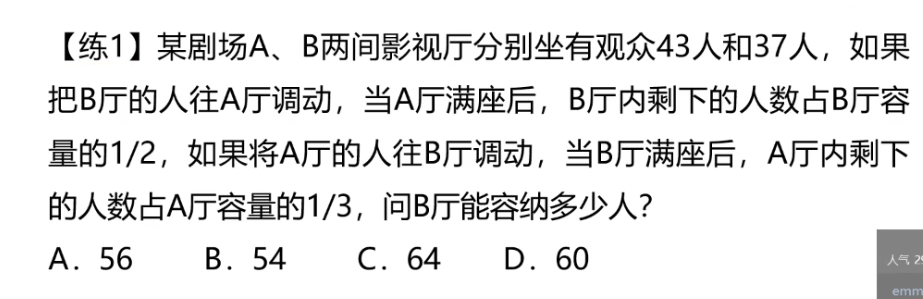 【练1】某剧场A、B两间影视厅分别坐有观众43人和37人，如果
把B厅的人往A厅调动，当A厅满座后，B厅内剩下的人数占B厅容
量的1/2，如果将A厅的人往B厅调动，当B厅满座后，A厅内剩下
的人数占A厅容量的1/3，问B厅能容纳多少人？
A．56 B．54 C．64 D．60
人气 29
emm